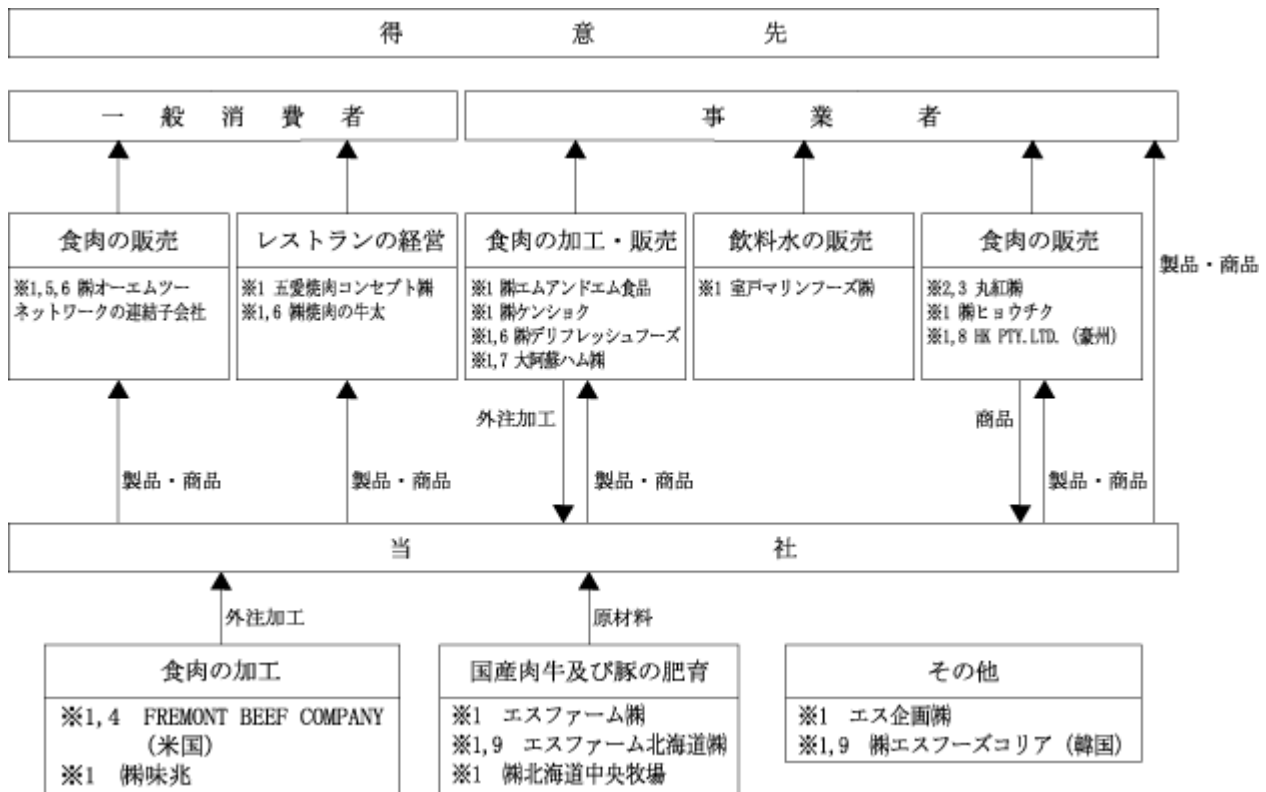 得意先
一般消費者
事業者
食肉の販売
※1,5,6 ㈱オーエムツー
ネットワークの連結子会社
レストランの経営
※1 五愛焼肉コンセプト㈱
※1,6 ㈱焼肉の牛太
食肉の加工・販売
※1 ㈱エムアンドエム食品
※1 ㈱ケンショク
※1,6 ㈱デリフレッシュフーズ
※1,7 大阿蘇ハム㈱
飲料水の販売
※1 室戸マリンフーズ㈱
食肉の販売
※2,3 丸紅㈱
※1 ㈱ヒョウチク
※1,8 HK PTY.LTD. (豪州)
製品・商品
外注加工
商品
製品・商品
製品・商品
製品・商品
製品・商品
当社
外注加工
原材料
食肉の加工
※1,4 FREMONT BEEF COMPANY
(米国)
※1 ㈱味兆
国産肉牛及び豚の肥育
※1 エスファーム㈱
※1,9 エスファーム北海道㈱
※1 ㈱北海道中央牧場
その他
※1 エス企画㈱
※1,9 ㈱エスフーズコリア (韓国)